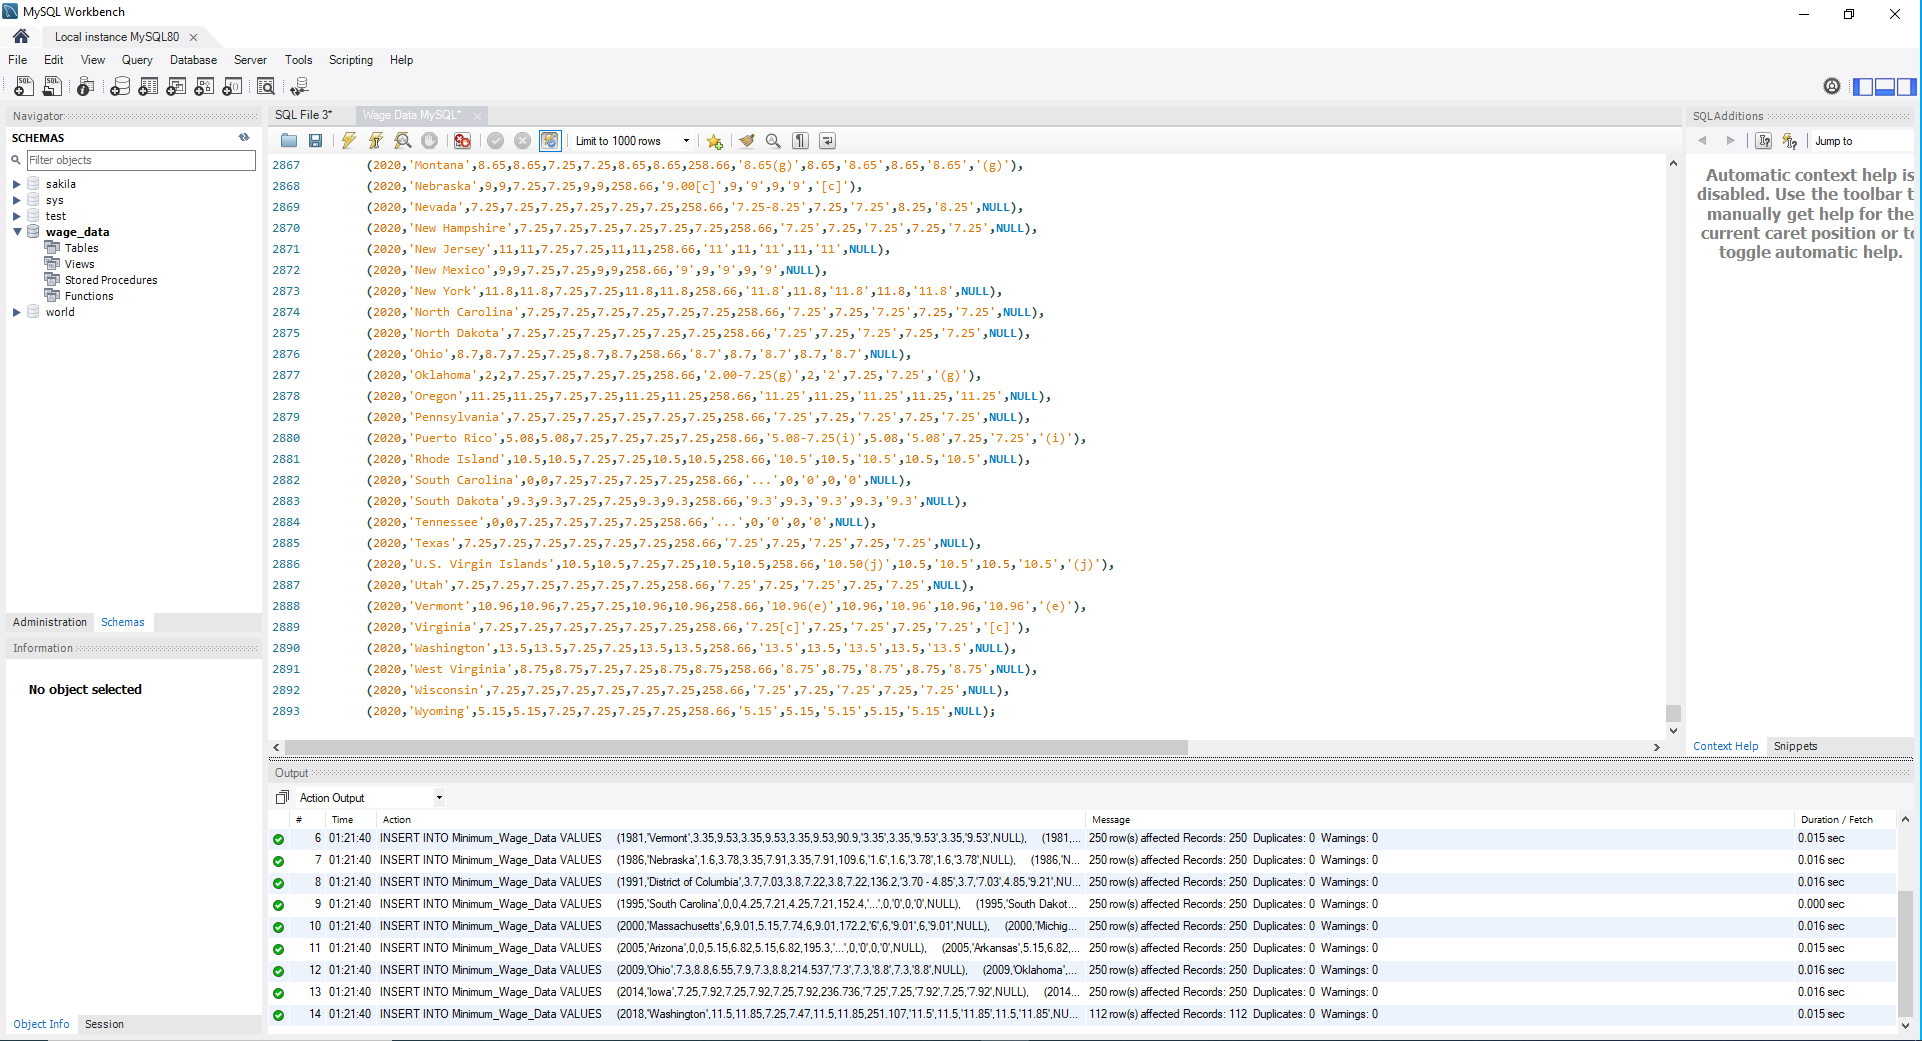 MySQL Workbench
Local instance MySQL80
File Edit View Query Database Server Tools Scripting Help
Navigator
SCHEMAS
Filter objects
sakila
sys
test
wage_data
Tables
Views
Stored Procedures
Functions
world
Administration Schemas
Information
No object selected
Object Info Session
SQL File 3* Wage Data MySQL*
Limit to 1000 rows
2867 (2020,'Montana',8.65,8.65,7.25,7.25,8.65,8.65,258.66,'8.65(g)',8.65,'8.65',8.65,'8.65','(g)'),
2868 (2020,'Nebraska',9,9,7.25,7.25,9,9,258.66,'9.00[c]',9,'9',9,'9','[c]'),
2869 (2020,'Nevada',7.25,7.25,7.25,7.25,7.25,7.25,258.66,'7.25-8.25',7.25,'7.25',8.25,'8.25',NULL),
2870 (2020,'New Hampshire',7.25,7.25,7.25,7.25,7.25,7.25,258.66,'7.25',7.25,'7.25',7.25,'7.25',NULL),
2871 (2020,'New Jersey',11,11,7.25,7.25,11,11,258.66,'11',11,'11',11,'11',NULL),
2872 (2020,'New Mexico',9,9,7.25,7.25,9,9,258.66,'9',9,'9',9,'9',NULL),
2873 (2020,'New York',11.8,11.8,7.25,7.25,11.8,11.8,258.66,'11.8',11.8,'11.8',11.8,'11.8',NULL),
2874 (2020,'North Carolina',7.25,7.25,7.25,7.25,7.25,7.25,258.66,'7.25',7.25,'7.25',7.25,'7.25',NULL),
2875 (2020,'North Dakota',7.25,7.25,7.25,7.25,7.25,7.25,258.66,'7.25',7.25,'7.25',7.25,'7.25',NULL),
2876 (2020,'Ohio',8.7,8.7,7.25,7.25,8.7,8.7,258.66,'8.7',8.7,'8.7',8.7,'8.7',NULL),
2877 (2020,'Oklahoma',2,2,7.25,7.25,7.25,7.25,258.66,'2.00-7.25(g)',2,'2',7.25,'7.25','(g)'),
2878 (2020,'Oregon',11.25,11.25,7.25,7.25,11.25,11.25,258.66,'11.25',11.25,'11.25',11.25,'11.25',NULL),
2879 (2020,'Pennsylvania',7.25,7.25,7.25,7.25,7.25,7.25,258.66,'7.25',7.25,'7.25',7.25,'7.25',NULL),
2880 (2020,'Puerto Rico',5.08,5.08,7.25,7.25,7.25,7.25,258.66,'5.08-7.25(i)',5.08,'5.08',7.25,'7.25','(i)'),
2881 (2020,'Rhode Island',10.5,10.5,7.25,7.25,10.5,10.5,258.66,'10.5',10.5,'10.5',10.5,'10.5',NULL),
2882 (2020,'South Carolina',0,0,7.25,7.25,7.25,7.25,258.66,'...',0,'0',0,'0',NULL),
2883 (2020,'South Dakota',9.3,9.3,7.25,7.25,9.3,9.3,258.66,'9.3',9.3,'9.3',9.3,'9.3',NULL),
2884 (2020,'Tennessee',0,0,7.25,7.25,7.25,7.25,258.66,'...',0,'0',0,'0',NULL),
2885 (2020,'Texas',7.25,7.25,7.25,7.25,7.25,7.25,258.66,'7.25',7.25,'7.25',7.25,'7.25',NULL),
2886 (2020,'U.S. Virgin Islands',10.5,10.5,7.25,7.25,10.5,10.5,258.66,'10.50(j)',10.5,'10.5',10.5,'10.5','(j)'),
2887 (2020,'Utah',7.25,7.25,7.25,7.25,7.25,7.25,258.66,'7.25',7.25,'7.25',7.25,'7.25',NULL),
2888 (2020,'Vermont',10.96,10.96,7.25,7.25,10.96,10.96,258.66,'10.96(e)',10.96,'10.96',10.96,'10.96','(e)'),
2889 (2020,'Virginia',7.25,7.25,7.25,7.25,7.25,7.25,258.66,'7.25[c]',7.25,'7.25',7.25,'7.25','[c]'),
2890 (2020,'Washington',13.5,13.5,7.25,7.25,13.5,13.5,258.66,'13.5',13.5,'13.5',13.5,'13.5',NULL),
2891 (2020,'West Virginia',8.75,8.75,7.25,7.25,8.75,8.75,258.66,'8.75',8.75,'8.75',8.75,'8.75',NULL),
2892 (2020,'Wisconsin',7.25,7.25,7.25,7.25,7.25,7.25,258.66,'7.25',7.25,'7.25',7.25,'7.25',NULL),
2893 (2020,'Wyoming',5.15,5.15,7.25,7.25,7.25,7.25,258.66,'5.15',5.15,'5.15',5.15,'5.15',NULL);
SQLAdditions
Jump to
Automatic context help is
disabled. Use the toolbar t
manually get help for the
current caret position or to
toggle automatic help.
Context Help Snippets
Output
Action Output
# Time Action Message Duration / Fetch
6 01:21:40 INSERT INTO Minimum_Wage_Data VALUES (1981,'Vermont',3.35,9.53,3.35,9.53,3.35,9.53,90.9,'3.35',3.35,'9.53',3.35,'9.53',NULL), (1981,... 250 row(s) affected Records: 250 Duplicates: 0 Warnings: 0 0.015 sec
7 01:21:40 INSERT INTO Minimum_Wage_Data VALUES (1986,'Nebraska',1.6,3.78,3.35,7.91,3.35,7.91,109.6,'1.6',1.6,'3.78',1.6,'3.78',NULL), (1986,'N... 250 row(s) affected Records: 250 Duplicates: 0 Warnings: 0 0.016 sec
8 01:21:40 INSERT INTO Minimum_Wage_Data VALUES (1991,'District of Columbia',3.7,7.03,3.8,7.22,3.8,7.22,136.2,'3.70 - 4.85',3.7,'7.03',4.85,'9.21',NU... 250 row(s) affected Records: 250 Duplicates: 0 Warnings: 0 0.016 sec
9 01:21:40 INSERT INTO Minimum_Wage_Data VALUES (1995,'South Carolina',0,0,4.25,7.21,4.25,7.21,152.4,'...',0,'0',0,'0',NULL), (1995,'South Dakot... 250 row(s) affected Records: 250 Duplicates: 0 Warnings: 0 0.000 sec
10 01:21:40 INSERT INTO Minimum_Wage_Data VALUES (2000,'Massachusetts',6,9.01,5.15,7.74,6,9.01,172.2,'6',6,'9.01',6,'9.01',NULL), (2000,'Michig... 250 row(s) affected Records: 250 Duplicates: 0 Warnings: 0 0.016 sec
11 01:21:40 INSERT INTO Minimum_Wage_Data VALUES (2005,'Arizona',0,0,5.15,6.82,5.15,6.82,195.3,'...',0,'0',0,'0',NULL), (2005,'Arkansas',5.15,6.82,... 250 row(s) affected Records: 250 Duplicates: 0 Warnings: 0 0.015 sec
12 01:21:40 INSERT INTO Minimum_Wage_Data VALUES (2009,'Ohio',7.3,8.8,6.55,7.9,7.3,8.8,214.537,'7.3',7.3,'8.8',7.3,'8.8',NULL), (2009,'Oklahoma',... 250 row(s) affected Records: 250 Duplicates: 0 Warnings: 0 0.016 sec
13 01:21:40 INSERT INTO Minimum_Wage_Data VALUES (2014,'Iowa',7.25,7.92,7.25,7.92,7.25,7.92,236.736,'7.25',7.25,'7.92',7.25,'7.92',NULL), (2014... 250 row(s) affected Records: 250 Duplicates: 0 Warnings: 0 0.016 sec
14 01:21:40 INSERT INTO Minimum_Wage_Data VALUES (2018,'Washington',11.5,11.85,7.25,7.47,11.5,11.85,251.107,'11.5',11.5,'11.85',11.5,'11.85',NU... 112 row(s) affected Records: 112 Duplicates: 0 Warnings: 0 0.015 sec